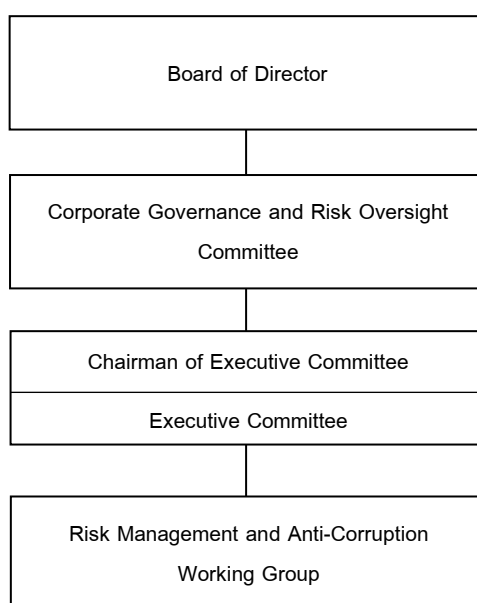 Board of Director
Corporate Governance and Risk Oversight
Committee
Chairman of Executive Committee
Executive Committee
Risk Management and Anti-Corruption
Working Group